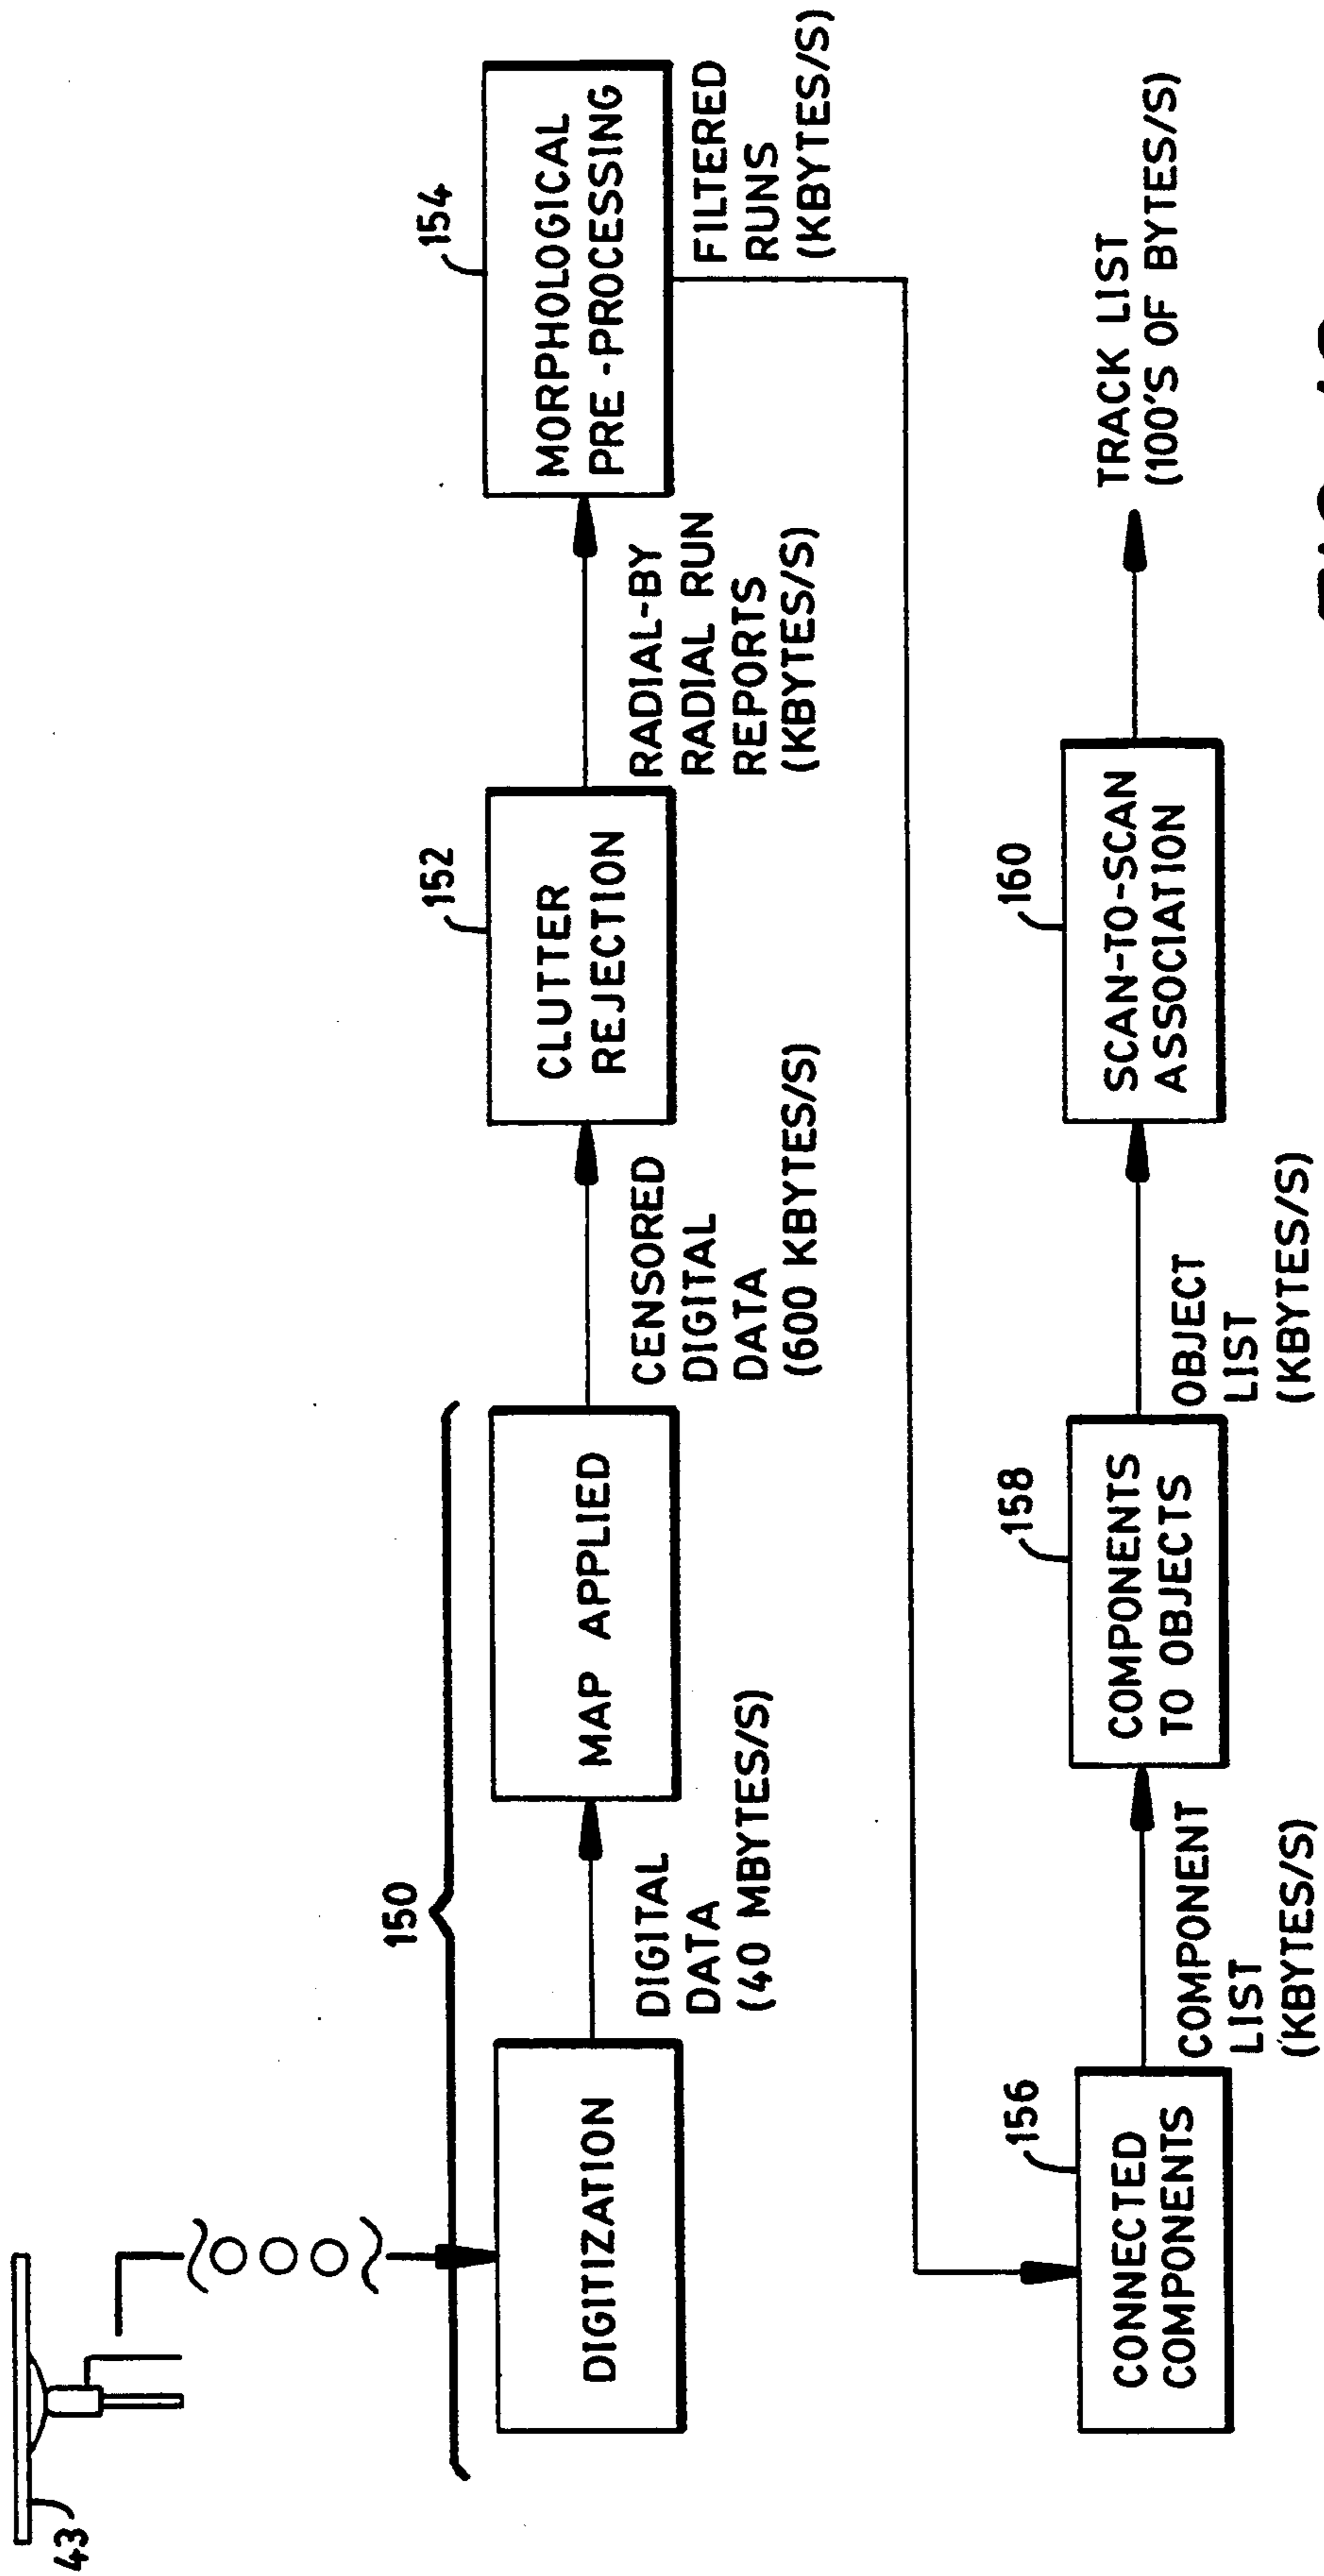 43
150
DIGITIZATION
DIGITAL
DATA
(40 MBYTES/S)
MAP APPLIED
CENSORED
DIGITAL
DATA
(600 KBYTES/S)
152
CLUTTER
REJECTION
RADIAL-BY
RADIAL RUN
REPORTS
(KBYTES/S)
154
MORPHOLOGICAL
PRE-PROCESSING
FILTERED
RUNS
(KBYTES/S)
156
CONNECTED
COMPONENTS
COMPONENT
LIST
(KBYTES/S)
158
COMPONENTS
TO OBJECTS
OBJECT
LIST
(KBYTES/S)
160
SCAN-TO-SCAN
ASSOCIATION
TRACK LIST
(100'S OF BYTES/S)